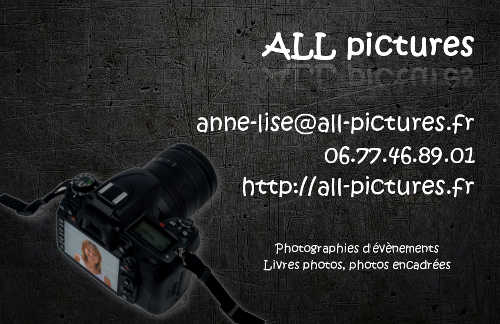 ALL pictures
anne-lise@all-pictures.fr
06.77.46.89.01
http://all-pictures.fr
Photographies d'évènements
Livres photos, photos encadrées